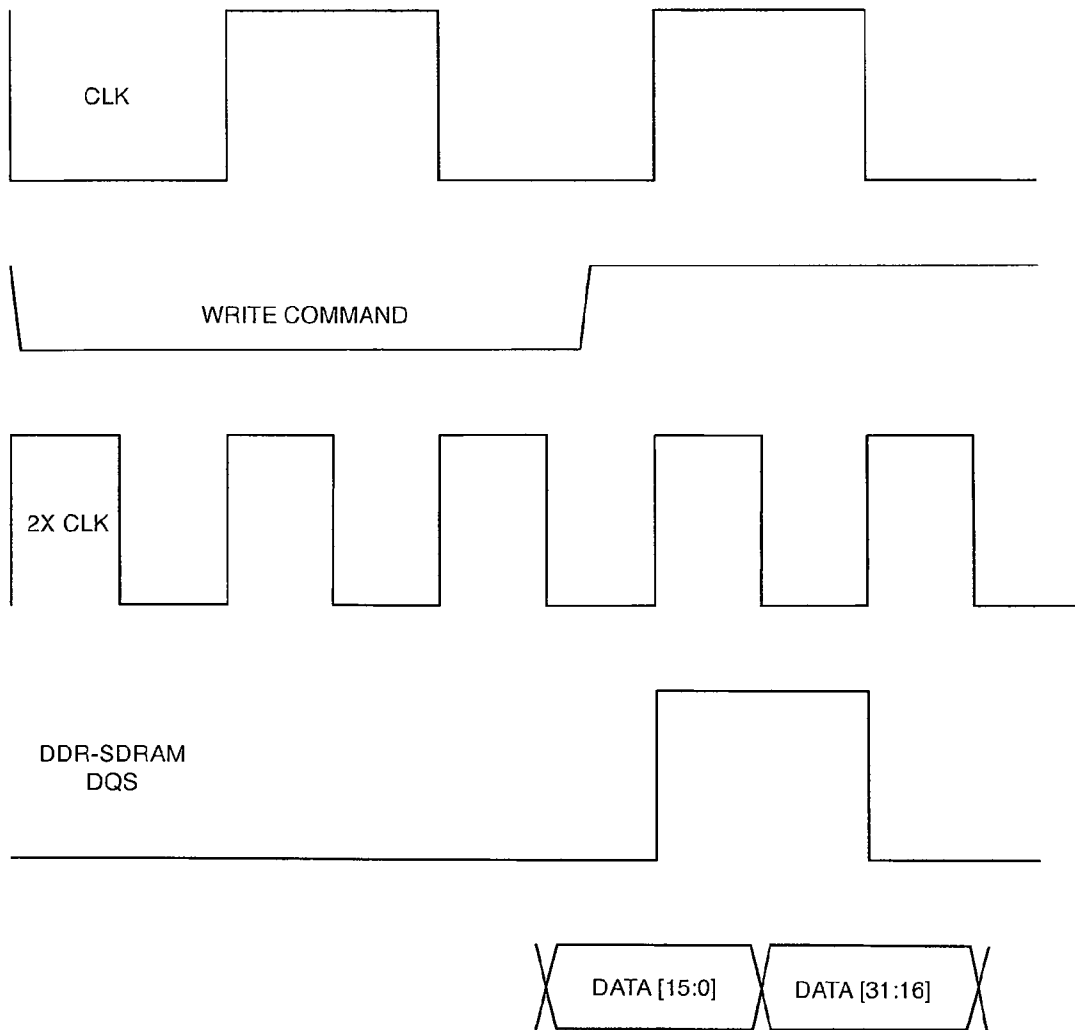 CLK
WRITE COMMAND
2X CLK
DDR-SDRAM
DQS
DATA [15:0]
DATA [31:16]